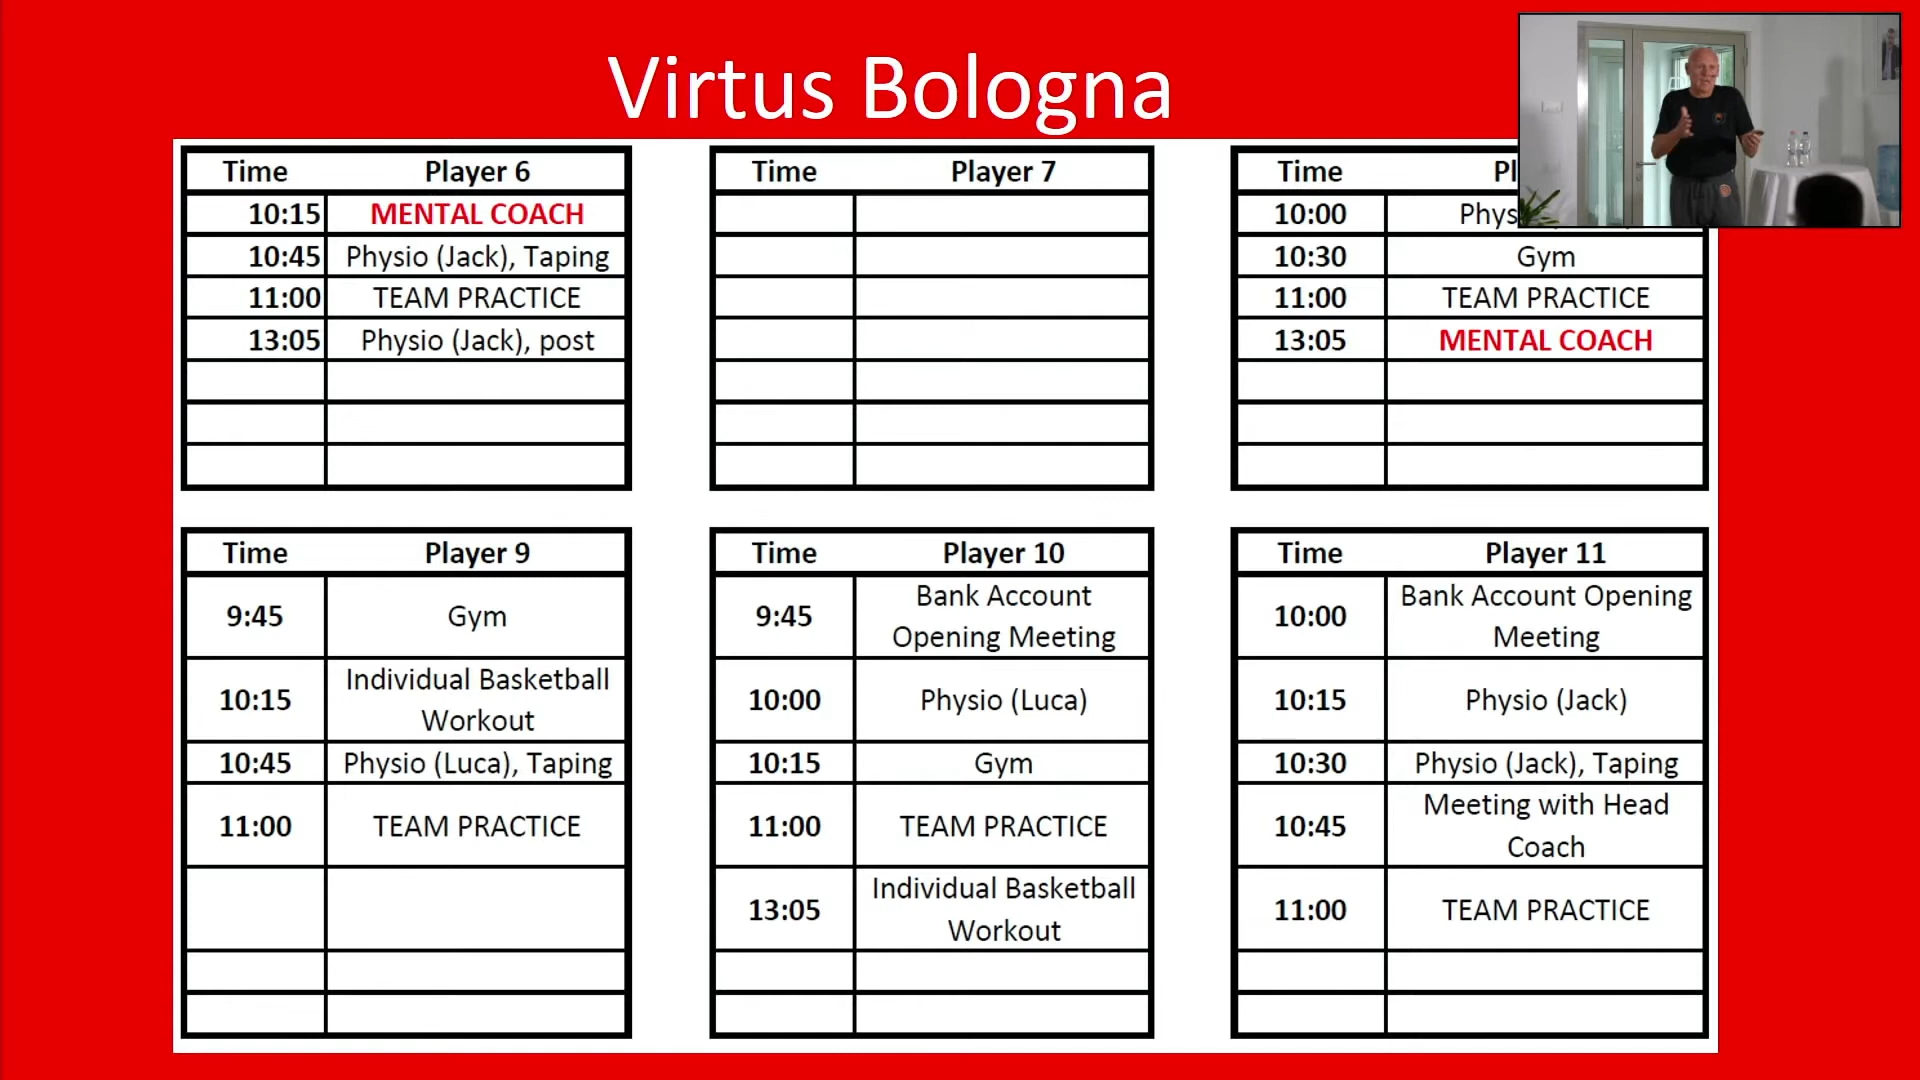 Virtus Bologna
Time Player 6
10:15 MENTAL COACH
10:45 Physio (Jack), Taping
11:00 TEAM PRACTICE
13:05 Physio (Jack), post
Time Player 7
Time
10:00
10:30 Gym
11:00 TEAM PRACTICE
13:05 MENTAL COACH
Time Player 9
9:45 Gym
10:15 Individual Basketball
Workout
10:45 Physio (Luca), Taping
11:00 TEAM PRACTICE
Time Player 10
9:45 Bank Account
Opening Meeting
10:00 Physio (Luca)
10:15 Gym
11:00 TEAM PRACTICE
13:05 Individual Basketball
Workout
Time Player 11
10:00 Bank Account Opening
Meeting
10:15 Physio (Jack)
10:30 Physio (Jack), Taping
10:45 Meeting with Head
Coach
11:00 TEAM PRACTICE